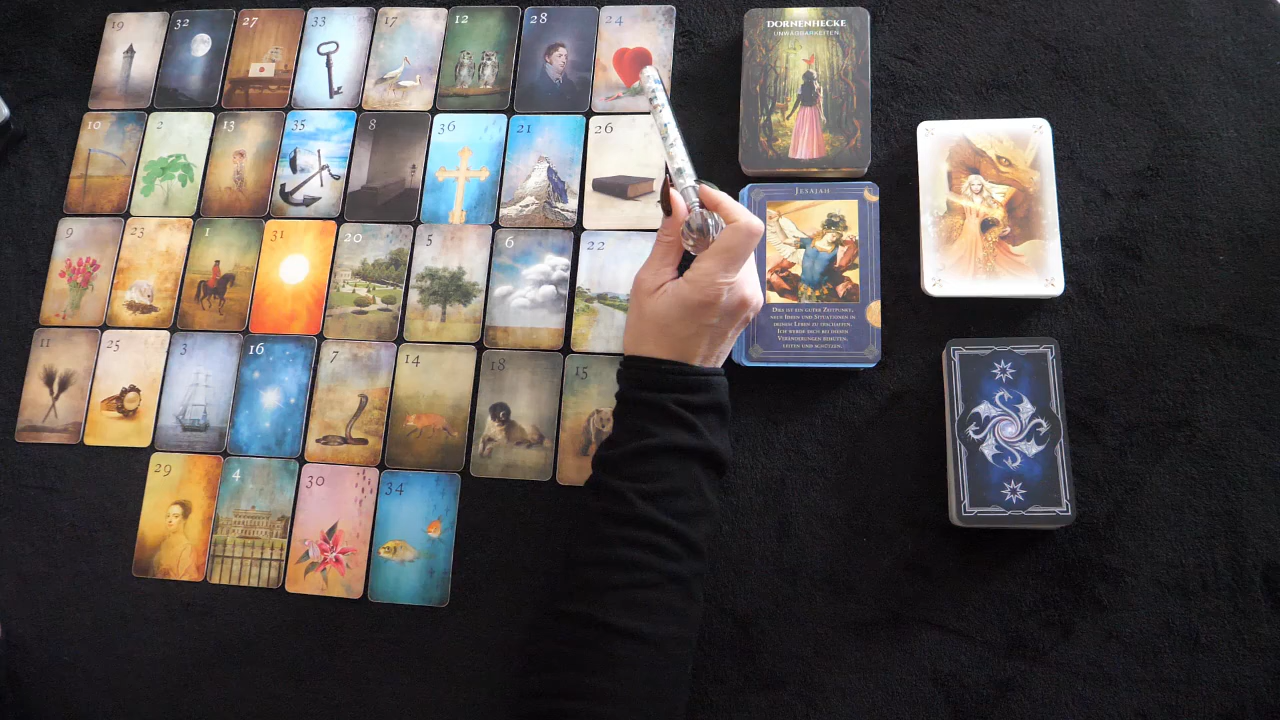 19 32 27 33 17 12 28 24
10 2 13 35 8 36 21 26
9 23 1 31 20 5 6 22
11 25 3 16 7 14 18 15
29 4 30 34
DORNENHECKE
UNWÄGBARKEITEN
JESAJAH
DIES IST EIN GUTER ZEITPUNKT,
NEUE IDEEN UND SITUATIONEN IN
DEINEM LEBEN ZU ERSCHAFFEN.
ICH WERDE DICH BEI DIESEN
VERÄNDERUNGEN BEHÜTEN,
LEITEN UND SCHÜTZEN.